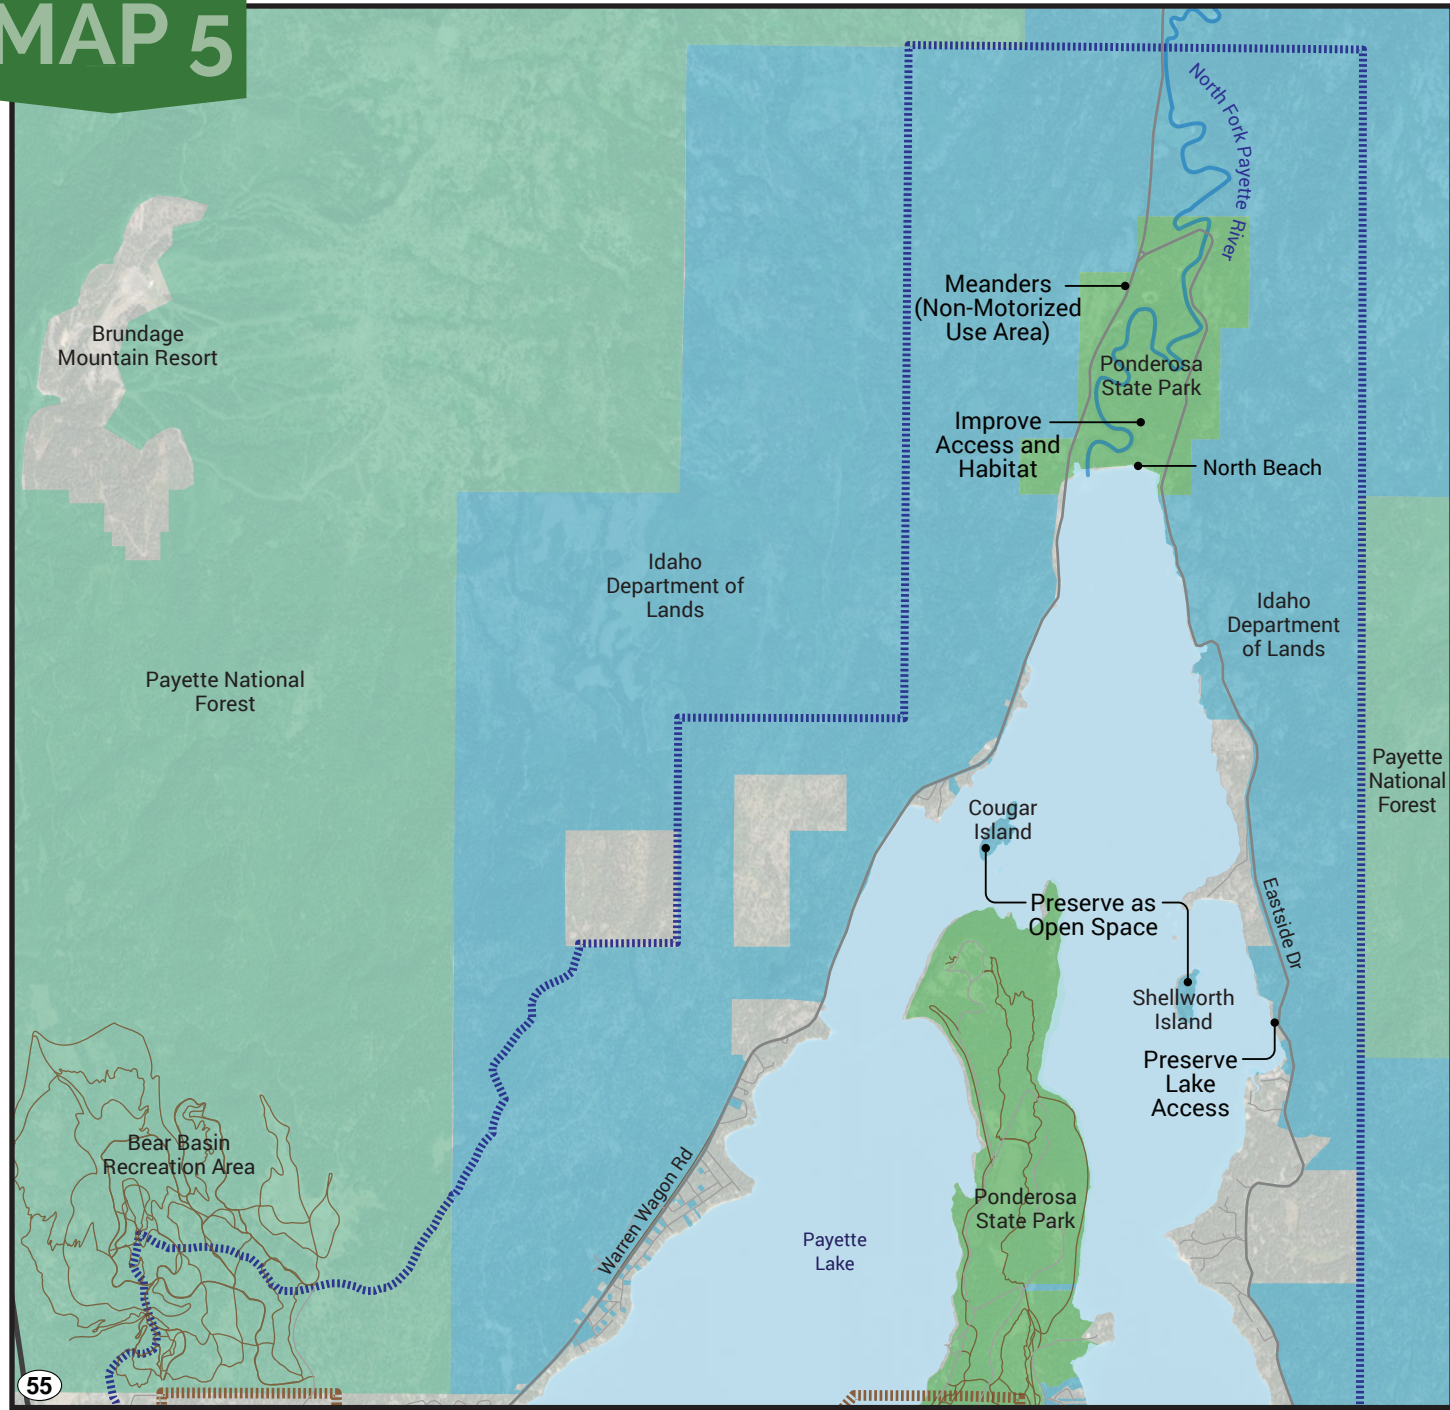 MAP 5
North Fork Payette River
Meanders
(Non-Motorized
Use Area)
Brundage
Mountain Resort
Ponderosa
State Park
Improve
Access and
Habitat
North Beach
Idaho
Department of
Lands
Idaho
Department
of Lands
Payette National
Forest
Payette
National
Forest
Cougar
Island
Preserve as
Open Space
Eastside Dr
Shellworth
Island
Preserve
Lake
Access
Bear Basin
Recreation Area
Warren Wagon Rd
Ponderosa
State Park
Payette
Lake
55